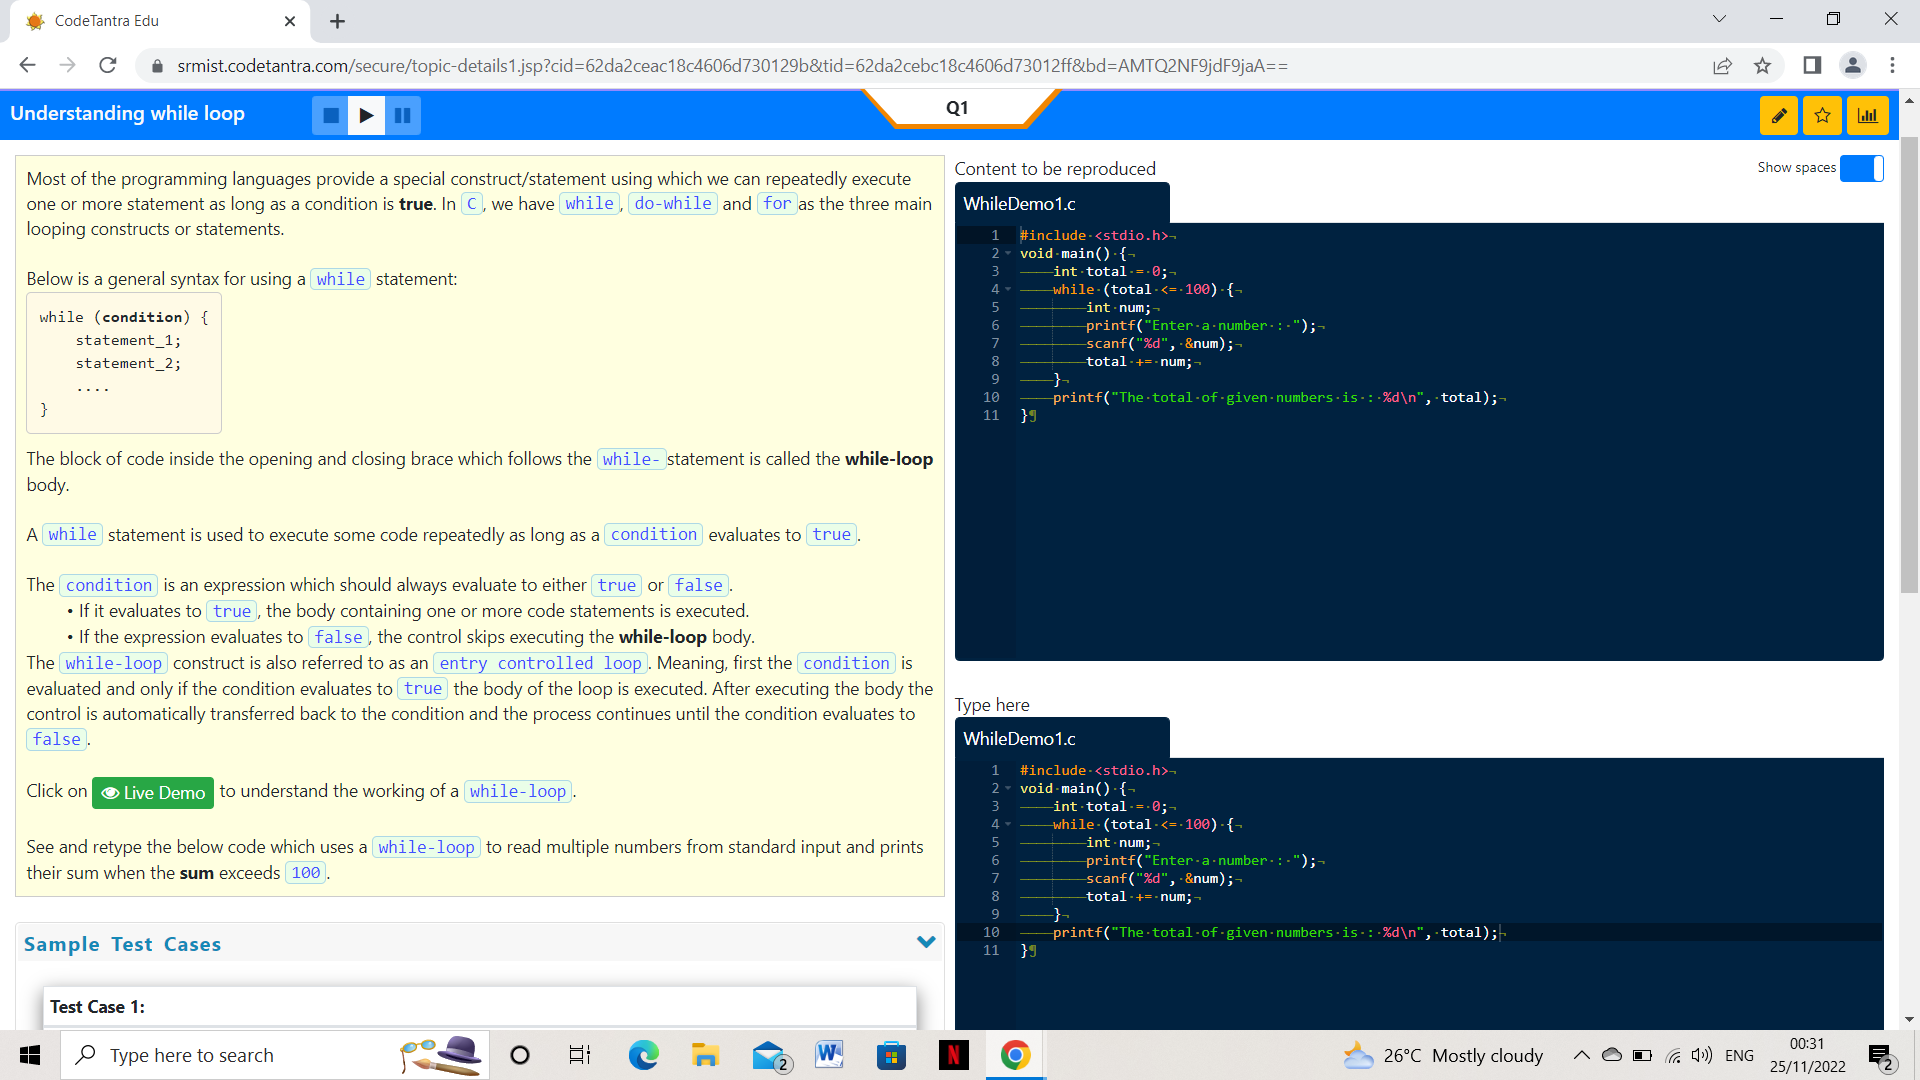 CodeTantra Edu
srmist.codetantra.com/secure/topic-details1.jsp?cid=62da2ceac18c4606d730129b&tid=62da2cebc18c4606d73012ff&bd=AMTQ2NF9jdF9jaA==
Understanding while loop
Q1
Most of the programming languages provide a special construct/statement using which we can repeatedly execute
one or more statement as long as a condition is true. In C, we have while, do-while and for as the three main
looping constructs or statements.
Below is a general syntax for using a while statement:
while (condition) {
    statement_1;
    statement_2;
    ....
}
The block of code inside the opening and closing brace which follows the while- statement is called the while-loop
body.
A while statement is used to execute some code repeatedly as long as a condition evaluates to true.
The condition is an expression which should always evaluate to either true or false.
• If it evaluates to true, the body containing one or more code statements is executed.
• If the expression evaluates to false, the control skips executing the while-loop body.
The while-loop construct is also referred to as an entry controlled loop. Meaning, first the condition is
evaluated and only if the condition evaluates to true the body of the loop is executed. After executing the body the
control is automatically transferred back to the condition and the process continues until the condition evaluates to
false.
Click on Live Demo to understand the working of a while-loop.
See and retype the below code which uses a while-loop to read multiple numbers from standard input and prints
their sum when the sum exceeds 100.
Sample Test Cases
Test Case 1:
Content to be reproduced
Show spaces
WhileDemo1.c
1 #include <stdio.h>
2 void main() {
3     int total = 0;
4     while (total <= 100) {
5         int num;
6         printf("Enter a number : ");
7         scanf("%d", &num);
8         total += num;
9     }
10     printf("The total of given numbers is : %d\n", total);
11 }
Type here
WhileDemo1.c
1 #include <stdio.h>
2 void main() {
3     int total = 0;
4     while (total <= 100) {
5         int num;
6         printf("Enter a number : ");
7         scanf("%d", &num);
8         total += num;
9     }
10     printf("The total of given numbers is : %d\n", total);
11 }
Type here to search
2
W
N
26°C Mostly cloudy
ENG
00:31
25/11/2022
2